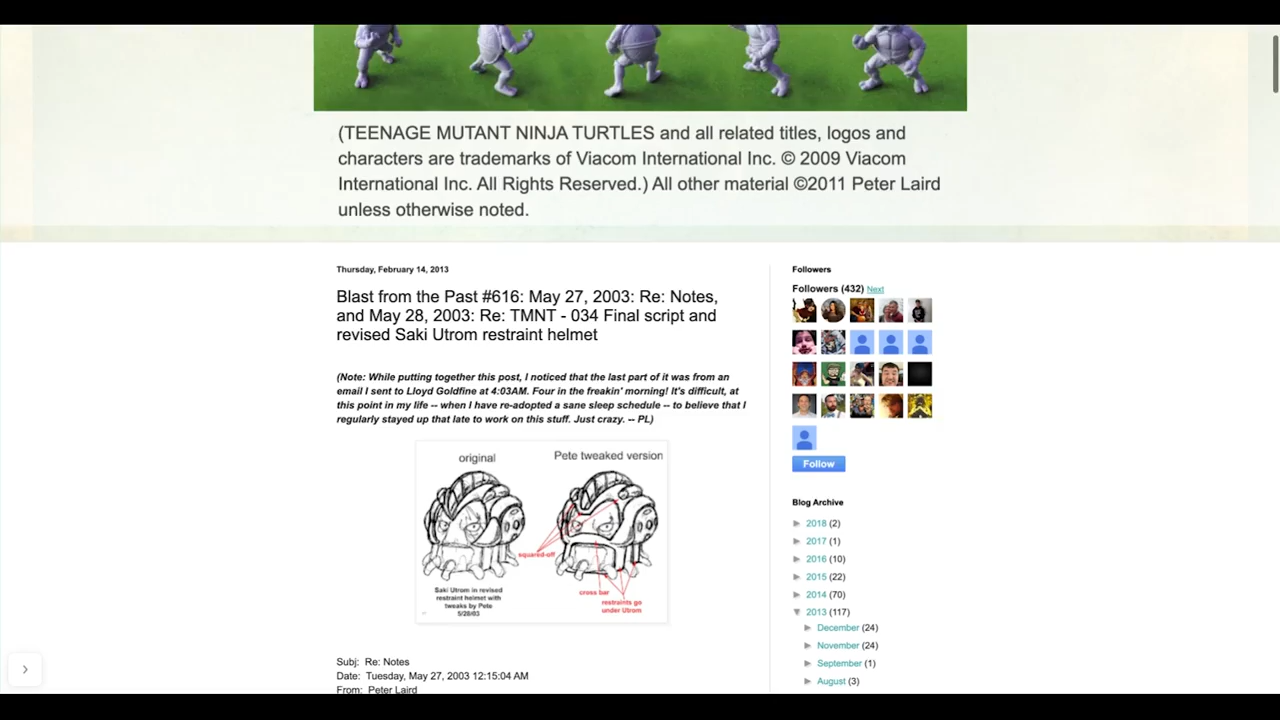 (TEENAGE MUTANT NINJA TURTLES and all related titles, logos and
characters are trademarks of Viacom International Inc. © 2009 Viacom
International Inc. All Rights Reserved.) All other material ©2011 Peter Laird
unless otherwise noted.
Thursday, February 14, 2013
Blast from the Past #616: May 27, 2003: Re: Notes,
and May 28, 2003: Re: TMNT - 034 Final script and
revised Saki Utrom restraint helmet
(Note: While putting together this post, I noticed that the last part of it was from an
email I sent to Lloyd Goldfine at 4:03AM. Four in the freakin' morning! It's difficult, at
this point in my life -- when I have re-adopted a sane sleep schedule -- to believe that I
regularly stayed up that late to work on this stuff. Just crazy. -- PL)
original
Pete tweaked version
squared-off
cross bar
restraints go
under Utrom
Saki Utrom in revised
restraint helmet with
tweaks by Pete
5/28/03
Subj: Re: Notes
Date: Tuesday, May 27, 2003 12:15:04 AM
From: Peter Laird
Followers
Followers (432) Next
Follow
Blog Archive
► 2018 (2)
► 2017 (1)
► 2016 (10)
► 2015 (22)
► 2014 (70)
▼ 2013 (117)
► December (24)
► November (24)
► September (1)
► August (3)